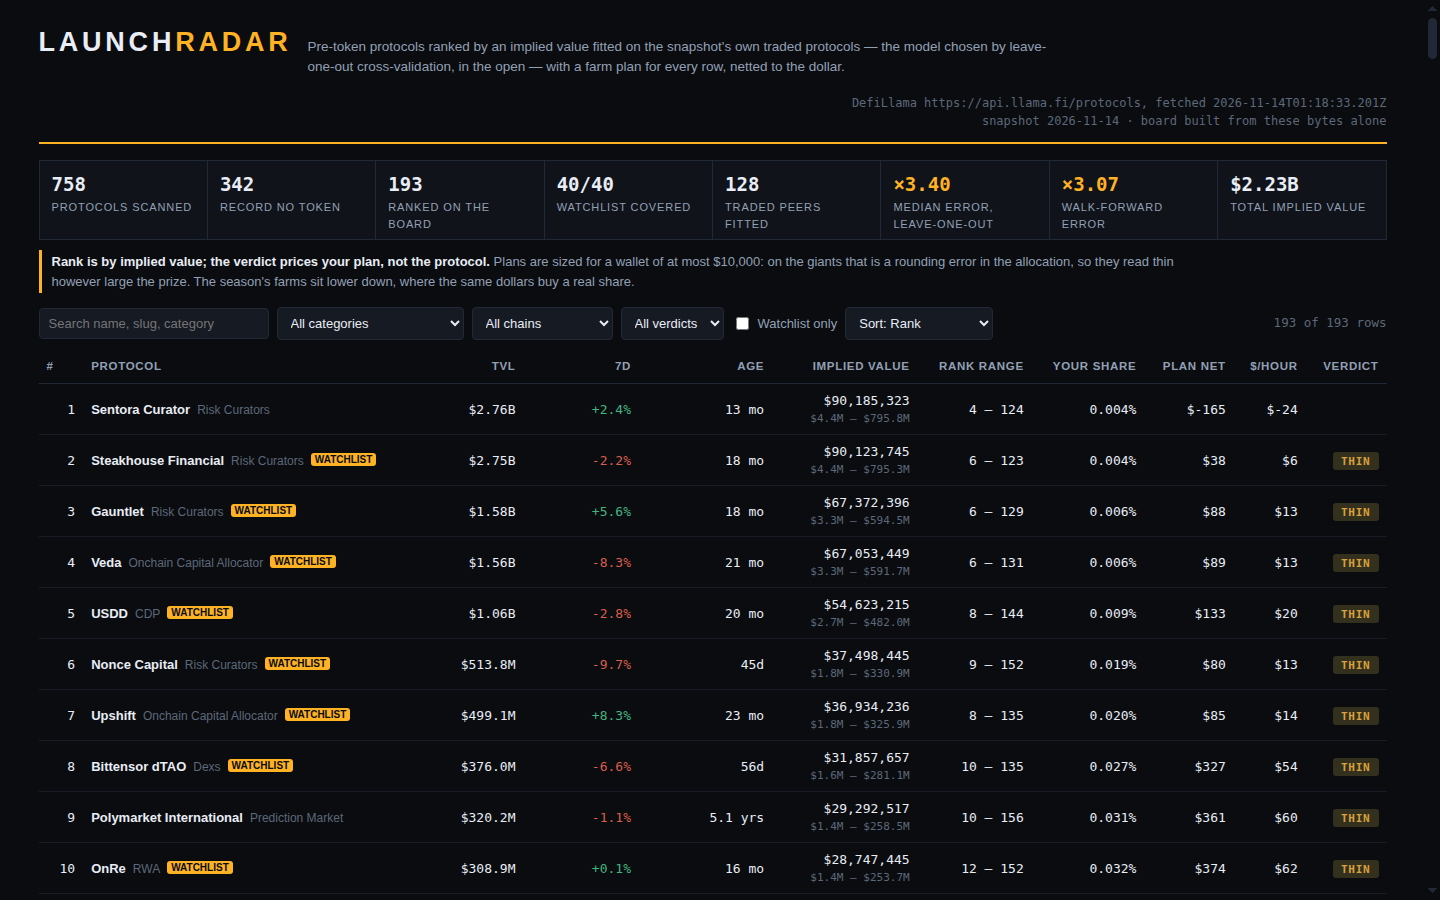 LAUNCHRADAR
Pre-token protocols ranked by an implied value fitted on the snapshot's own traded protocols — the model chosen by leave-
one-out cross-validation, in the open — with a farm plan for every row, netted to the dollar.
DefiLlama https://api.llama.fi/protocols, fetched 2026-11-14T01:18:33.201Z
snapshot 2026-11-14 · board built from these bytes alone
758 342 193 40/40 128 ×3.40 ×3.07 $2.23B
PROTOCOLS SCANNED RECORD NO TOKEN RANKED ON THE WATCHLIST COVERED TRADED PEERS MEDIAN ERROR, WALK-FORWARD TOTAL IMPLIED VALUE
BOARD FITTED LEAVE-ONE-OUT ERROR
Rank is by implied value; the verdict prices your plan, not the protocol. Plans are sized for a wallet of at most $10,000: on the giants that is a rounding error in the allocation, so they read thin
however large the prize. The season's farms sit lower down, where the same dollars buy a real share.
Search name, slug, category All categories All chains All verdicts Watchlist only Sort: Rank 193 of 193 rows
# PROTOCOL TVL 7D AGE IMPLIED VALUE RANK RANGE YOUR SHARE PLAN NET $/HOUR VERDICT
1 Sentora Curator Risk Curators $2.76B +2.4% 13 mo $90,185,323 4 — 124 0.004% $-165 $-24
$4.4M — $795.8M
2 Steakhouse Financial Risk Curators WATCHLIST $2.75B -2.2% 18 mo $90,123,745 6 — 123 0.004% $38 $6 THIN
$4.4M — $795.3M
3 Gauntlet Risk Curators WATCHLIST $1.58B +5.6% 18 mo $67,372,396 6 — 129 0.006% $88 $13 THIN
$3.3M — $594.5M
4 Veda Onchain Capital Allocator WATCHLIST $1.56B -8.3% 21 mo $67,053,449 6 — 131 0.006% $89 $13 THIN
$3.3M — $591.7M
5 USDD CDP WATCHLIST $1.06B -2.8% 20 mo $54,623,215 8 — 144 0.009% $133 $20 THIN
$2.7M — $482.0M
6 Nonce Capital Risk Curators WATCHLIST $513.8M -9.7% 45d $37,498,445 9 — 152 0.019% $80 $13 THIN
$1.8M — $330.9M
7 Upshift Onchain Capital Allocator WATCHLIST $499.1M +8.3% 23 mo $36,934,236 8 — 135 0.020% $85 $14 THIN
$1.8M — $325.9M
8 Bittensor dTAO Dexs WATCHLIST $376.0M -6.6% 56d $31,857,657 10 — 135 0.027% $327 $54 THIN
$1.6M — $281.1M
9 Polymarket International Prediction Market $320.2M -1.1% 5.1 yrs $29,292,517 10 — 156 0.031% $361 $60 THIN
$1.4M — $258.5M
10 OnRe RWA WATCHLIST $308.9M +0.1% 16 mo $28,747,445 12 — 152 0.032% $374 $62 THIN
$1.4M — $253.7M